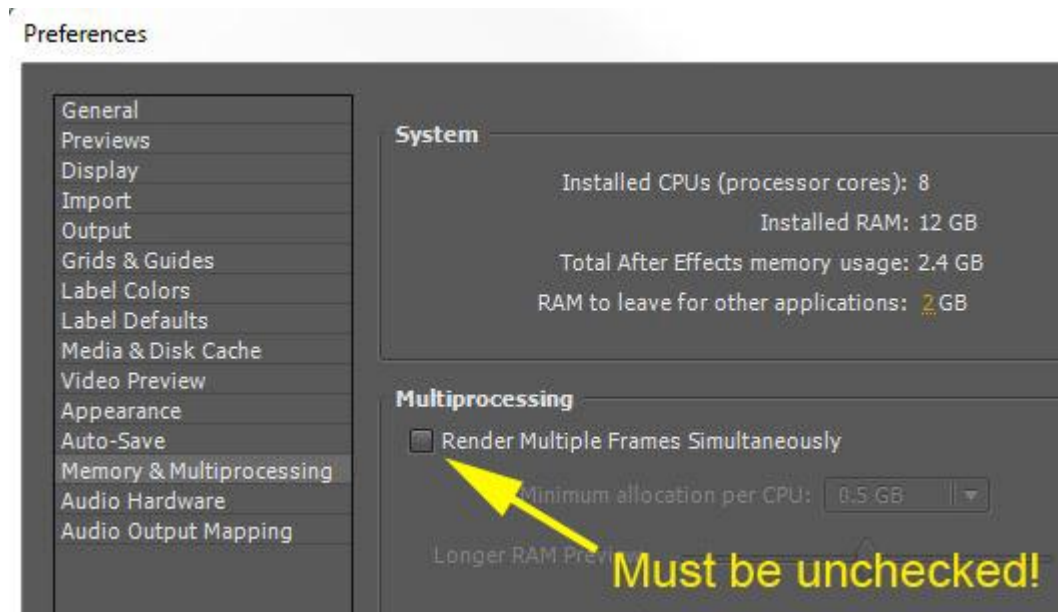 Preferences
General
Previews
Display
Import
Output
Grids & Guides
Label Colors
Label Defaults
Media & Disk Cache
Video Preview
Appearance
Auto-Save
Memory & Multiprocessing
Audio Hardware
Audio Output Mapping
System
Installed CPUs (processor cores): 8
Installed RAM: 12 GB
Total After Effects memory usage: 2.4 GB
RAM to leave for other applications: 2 GB
Multiprocessing
Render Multiple Frames Simultaneously
Minimum allocation per CPU: 0.5 GB
Longer RAM Preview
Must be unchecked!